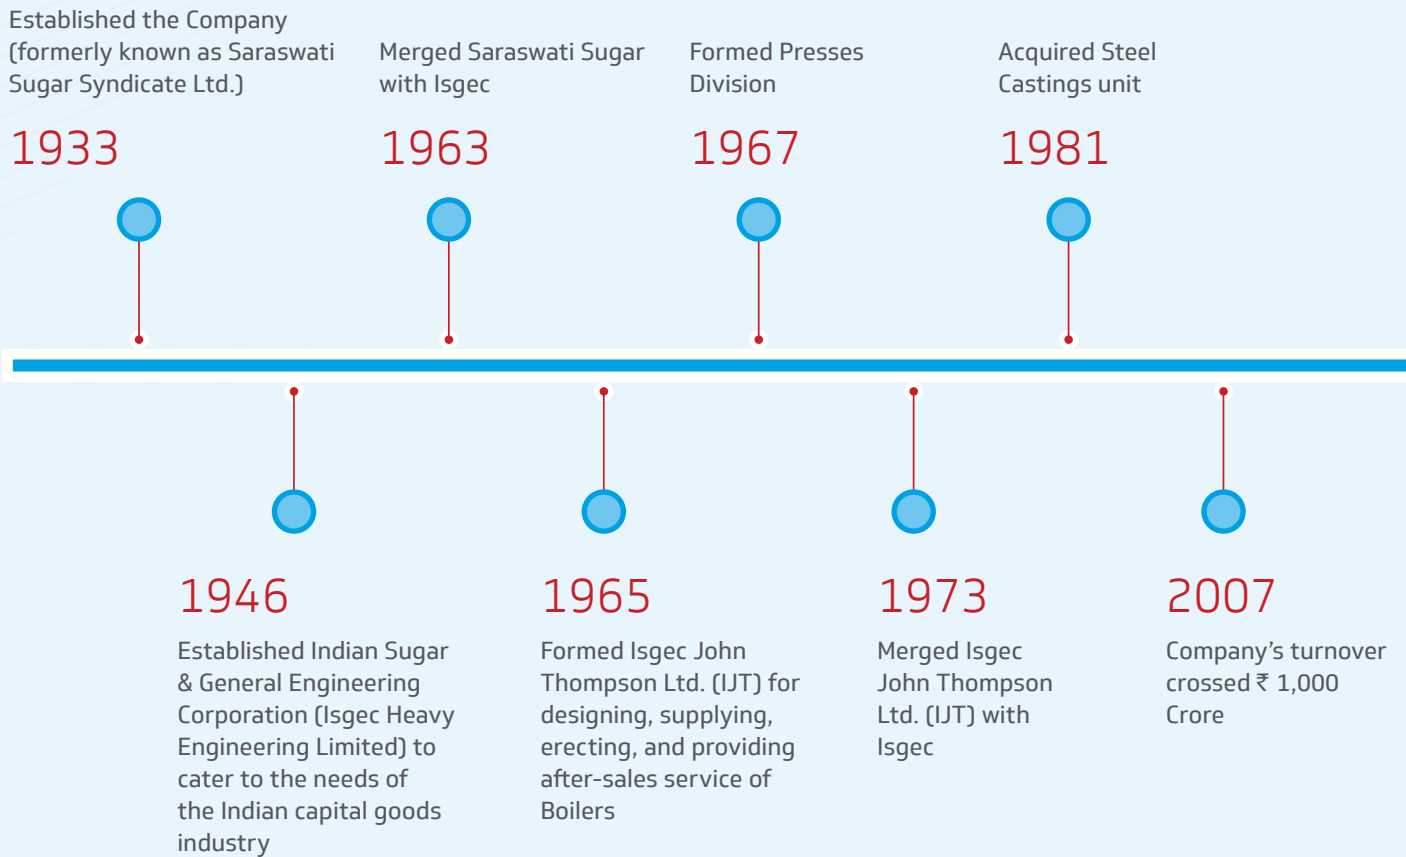 Established the Company
(formerly known as Saraswati
Sugar Syndicate Ltd.)
1933
Merged Saraswati Sugar
with Isgec
1963
Formed Presses
Division
1967
Acquired Steel
Castings unit
1981
1946
Established Indian Sugar
& General Engineering
Corporation (Isgec Heavy
Engineering Limited) to
cater to the needs of
the Indian capital goods
industry
1965
Formed Isgec John
Thompson Ltd. (IJT) for
designing, supplying,
erecting, and providing
after-sales service of
Boilers
1973
Merged Isgec
John Thompson
Ltd. (IJT) with
Isgec
2007
Company’s turnover
crossed ₹ 1,000
Crore